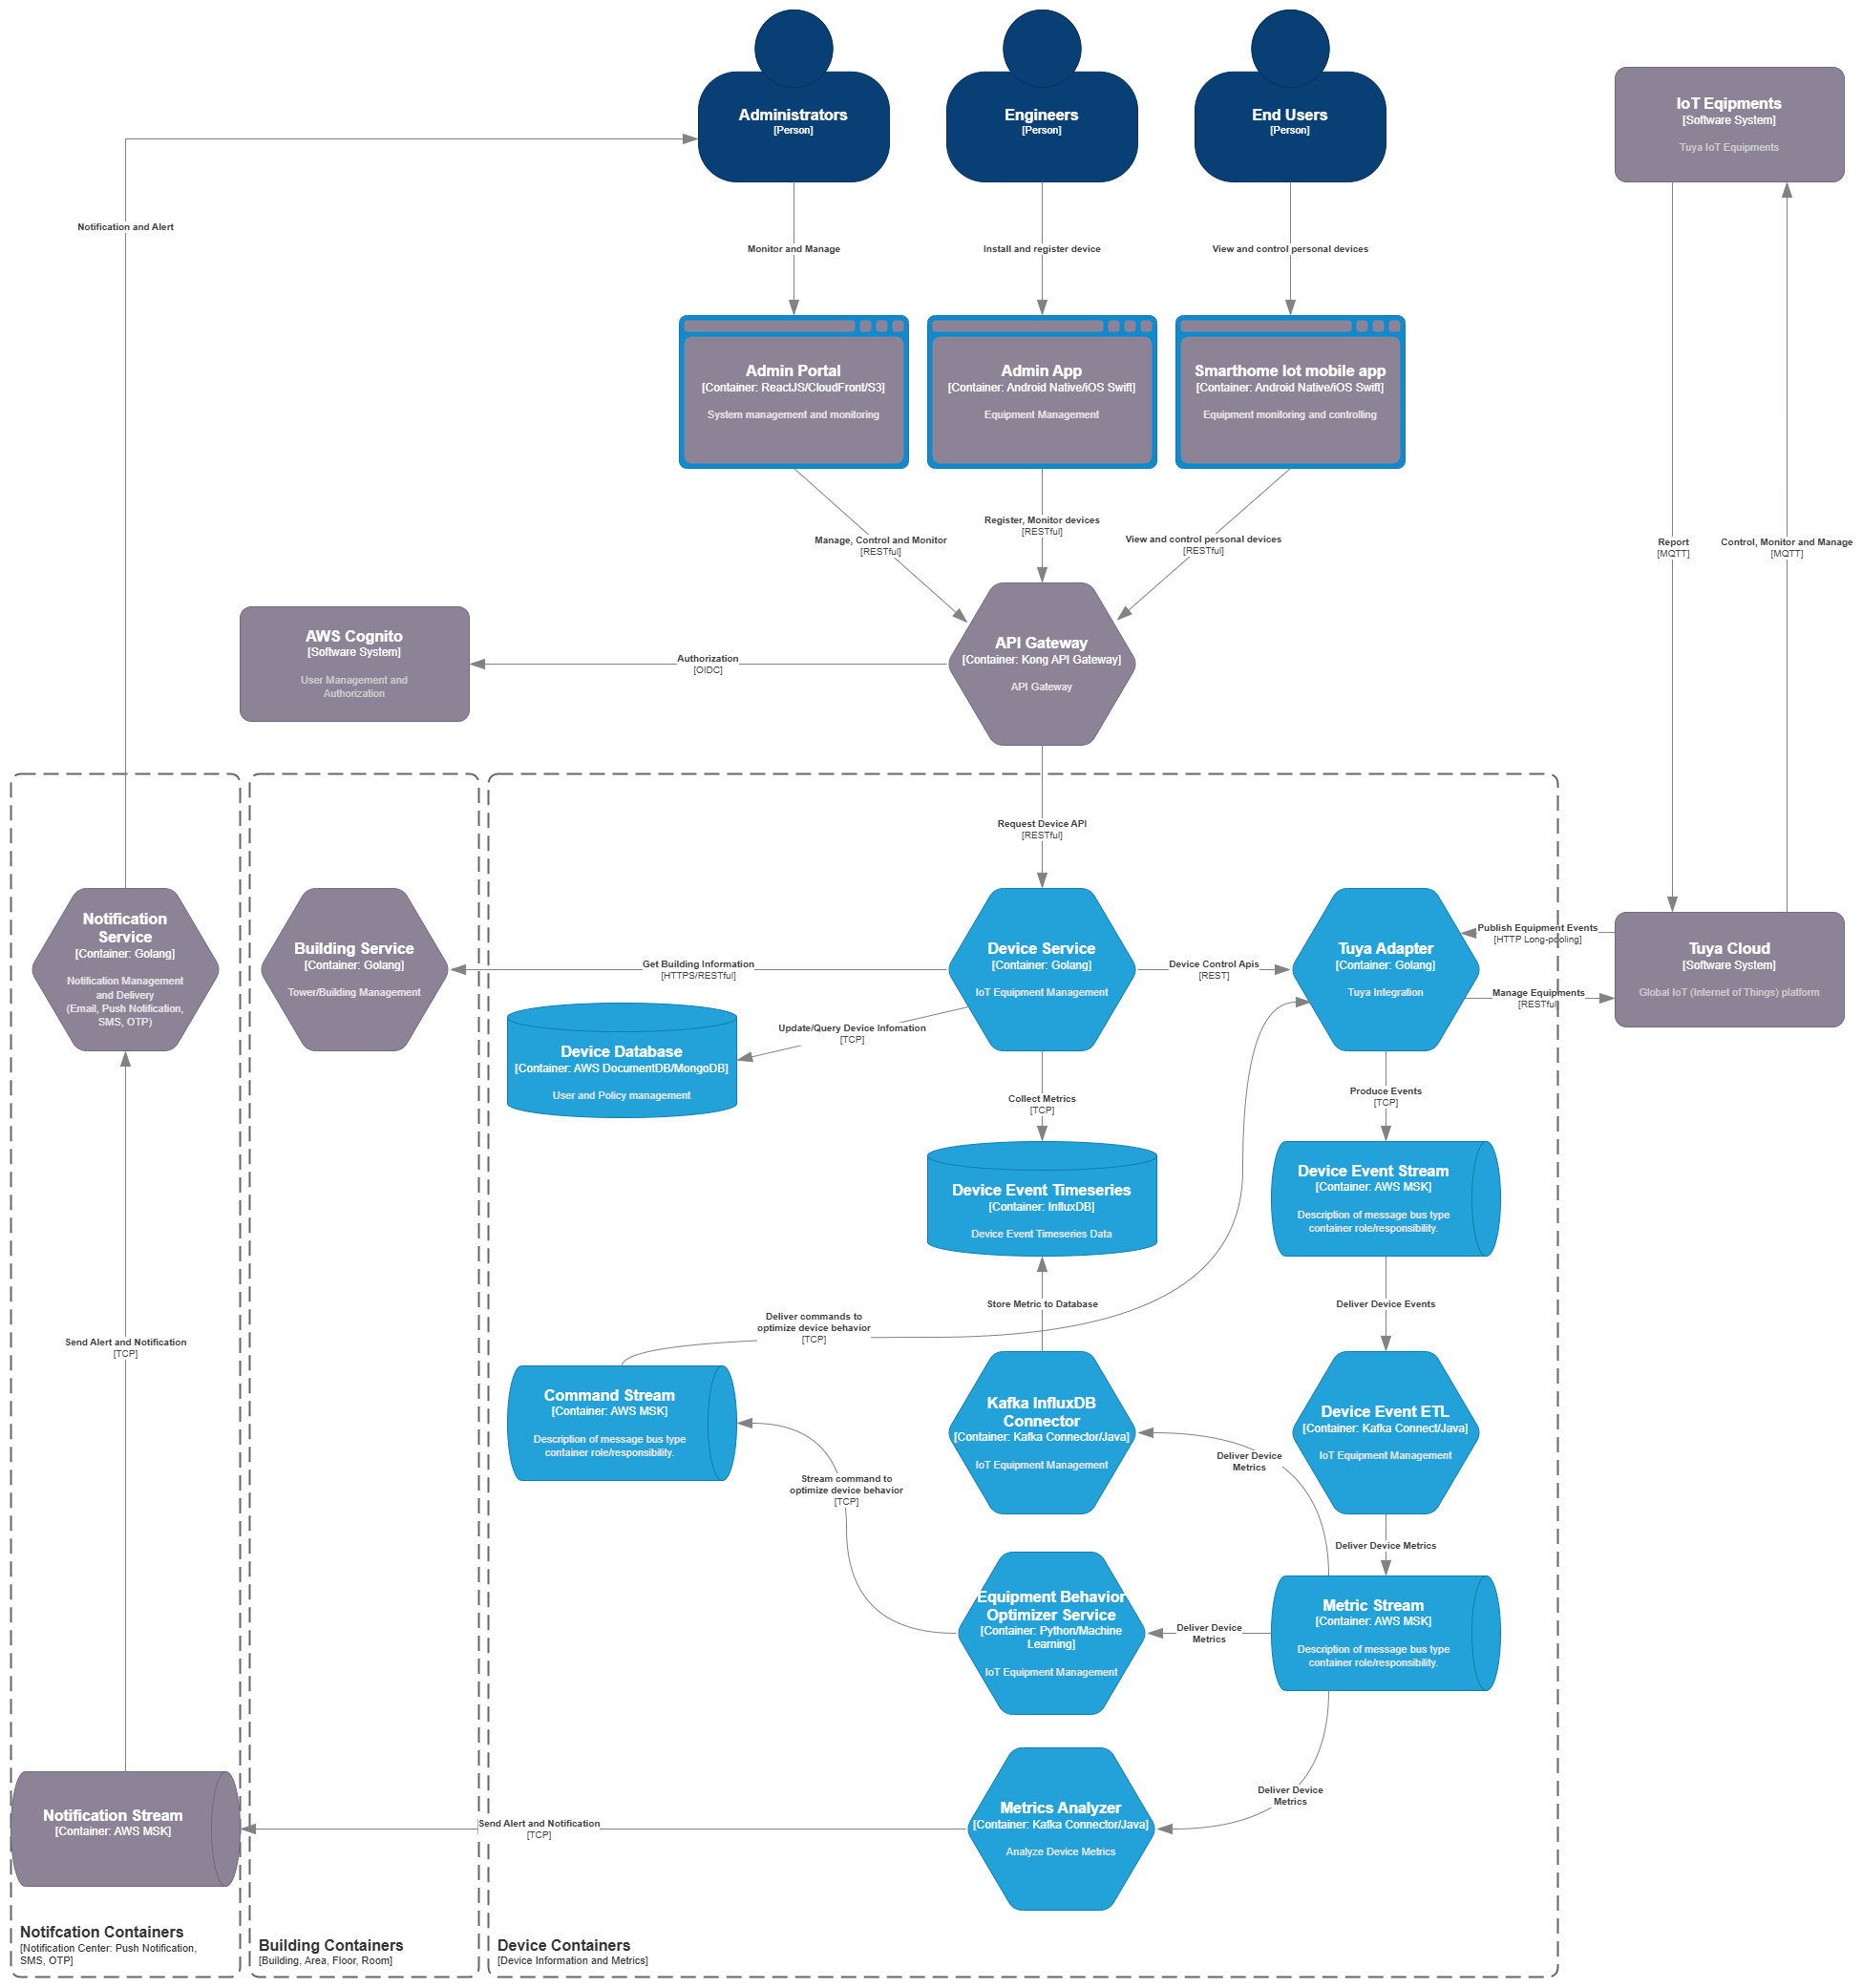 Administrators
[Person]
Engineers
[Person]
End Users
[Person]
IoT Eqipments
[Software System]
Tuya IoT Equipments
Notification and Alert
Monitor and Manage
Install and register device
View and control personal devices
Admin Portal
[Container: ReactJS/CloudFront/S3]
System management and monitoring
Admin App
[Container: Android Native/iOS Swift]
Equipment Management
Smarthome Iot mobile app
[Container: Android Native/iOS Swift]
Equipment monitoring and controlling
Manage, Control and Monitor
[RESTful]
Register, Monitor devices
[RESTful]
View and control personal devices
[RESTful]
Report
[MQTT]
Control, Monitor and Manage
[MQTT]
AWS Cognito
[Software System]
User Management and
Authorization
Authorization
[OIDC]
API Gateway
[Container: Kong API Gateway]
API Gateway
Request Device API
[RESTful]
Notification
Service
[Container: Golang]
Notification Management
and Delivery
(Email, Push Notification,
SMS, OTP)
Building Service
[Container: Golang]
Tower/Building Management
Get Building Information
[HTTPS/RESTful]
Device Service
[Container: Golang]
IoT Equipment Management
Device Control Apis
[REST]
Tuya Adapter
[Container: Golang]
Tuya Integration
Publish Equipment Events
[HTTP Long-pooling]
Manage Equipments
[RESTful
Tuya Cloud
[Software System]
Global IoT (Internet of Things) platform
Update/Query Device Infomation
[TCP]
Device Database
[Container: AWS DocumentDB/MongoDB]
User and Policy management
Collect Metrics
[TCP]
Produce Events
[TCP]
Device Event Timeseries
[Container: InfluxDB]
Device Event Timeseries Data
Device Event Stream
[Container: AWS MSK]
Description of message bus type
container role/responsibility.
Store Metric to Database
Deliver Device Events
Deliver commands to
optimize device behavior
[TCP]
Send Alert and Notification
[TCP]
Command Stream
[Container: AWS MSK]
Description of message bus type
container role/responsibility.
Kafka InfluxDB
Connector
[Container: Kafka Connector/Java]
IoT Equipment Management
Device Event ETL
[Container: Kafka Connect/Java]
IoT Equipment Management
Deliver Device
Metrics
Stream command to
optimize device behavior
[TCP]
Deliver Device Metrics
Equipment Behavior
Optimizer Service
[Container: Python/Machine
Learning]
IoT Equipment Management
Deliver Device
Metrics
Metric Stream
[Container: AWS MSK]
Description of message bus type
container role/responsibility.
Deliver Device
Metrics
Notification Stream
[Container: AWS MSK]
Send Alert and Notification
[TCP]
Metrics Analyzer
[Container: Kafka Connector/Java]
Analyze Device Metrics
Notifcation Containers
[Notification Center: Push Notification,
SMS, OTP]
Building Containers
[Building, Area, Floor, Room]
Device Containers
[Device Information and Metrics]